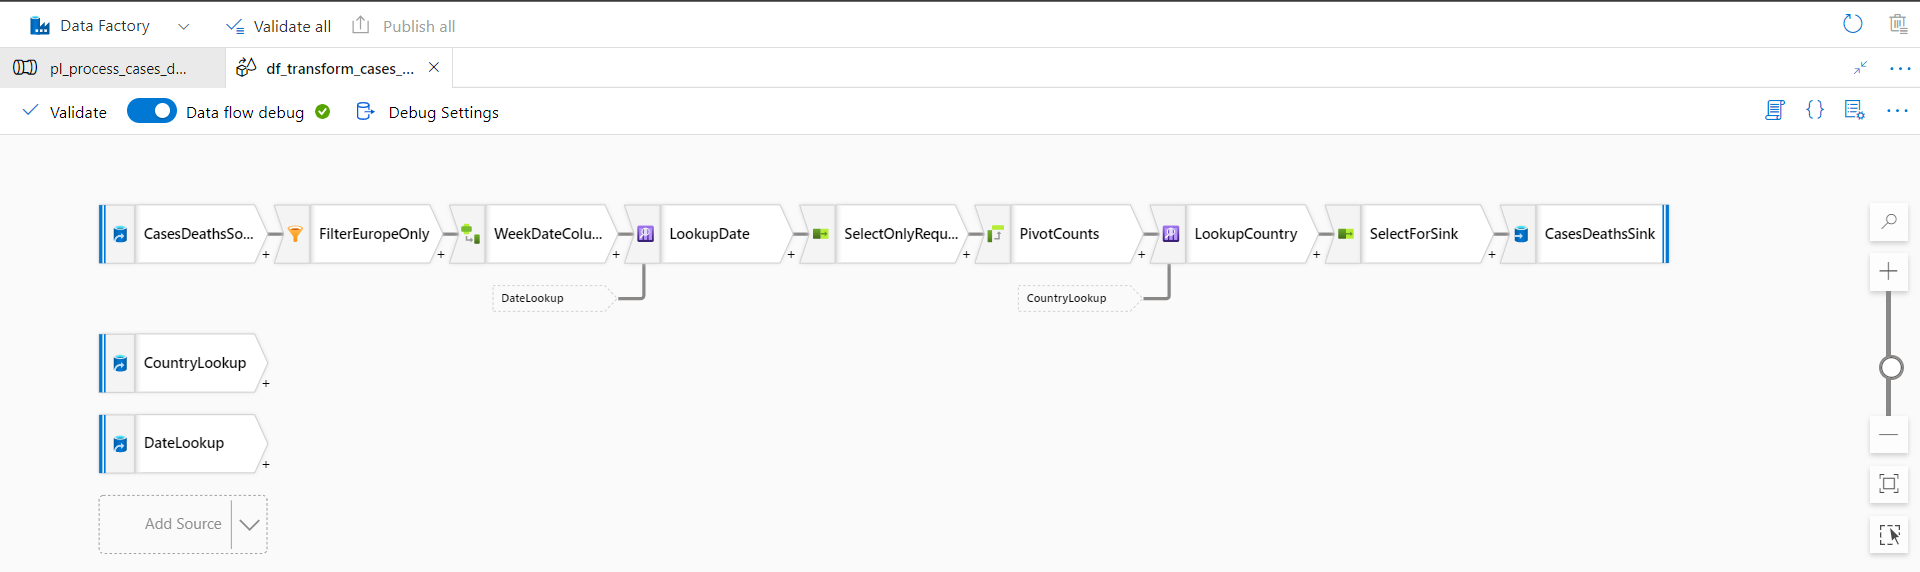 Data Factory
Validate all
Publish all
pl_process_cases_d...
df_transform_cases_...
Validate
Data flow debug
Debug Settings
CasesDeathsSo...
FilterEuropeOnly
WeekDateColu...
LookupDate
SelectOnlyRequ...
PivotCounts
LookupCountry
SelectForSink
CasesDeathsSink
DateLookup
CountryLookup
CountryLookup
DateLookup
Add Source